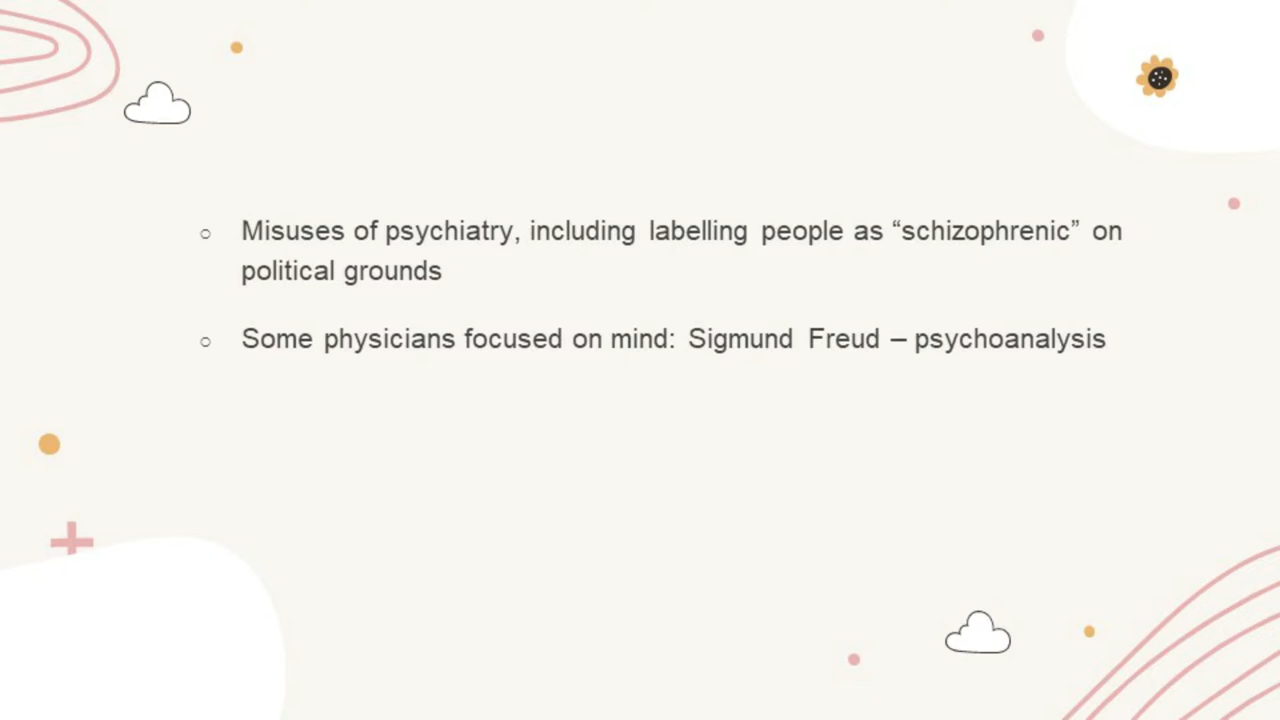 ○ Misuses of psychiatry, including labelling people as “schizophrenic” on
political grounds
○ Some physicians focused on mind: Sigmund Freud – psychoanalysis